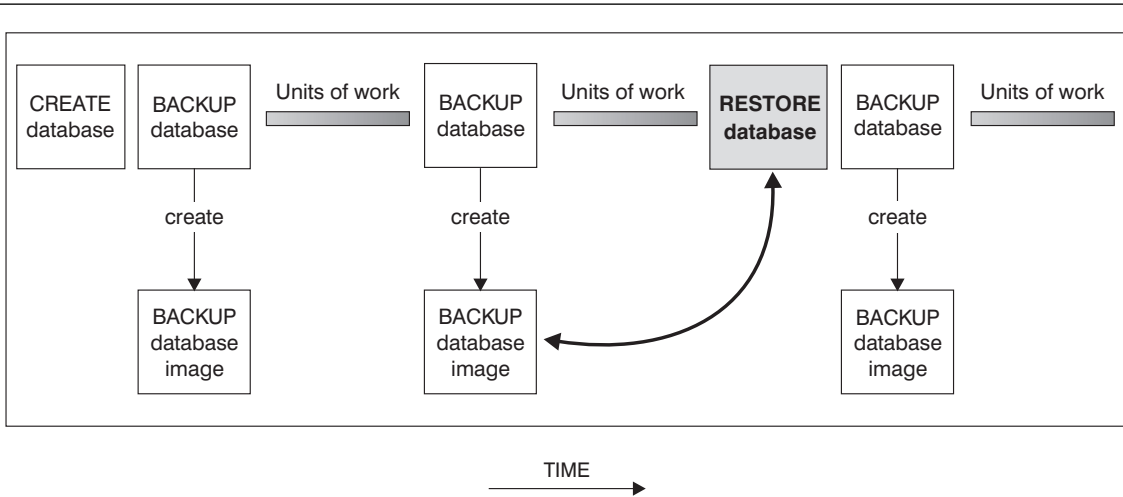 CREATE
database
BACKUP
database
Units of work
BACKUP
database
Units of work
RESTORE
database
BACKUP
database
Units of work
create
create
create
BACKUP
database
image
BACKUP
database
image
BACKUP
database
image
TIME